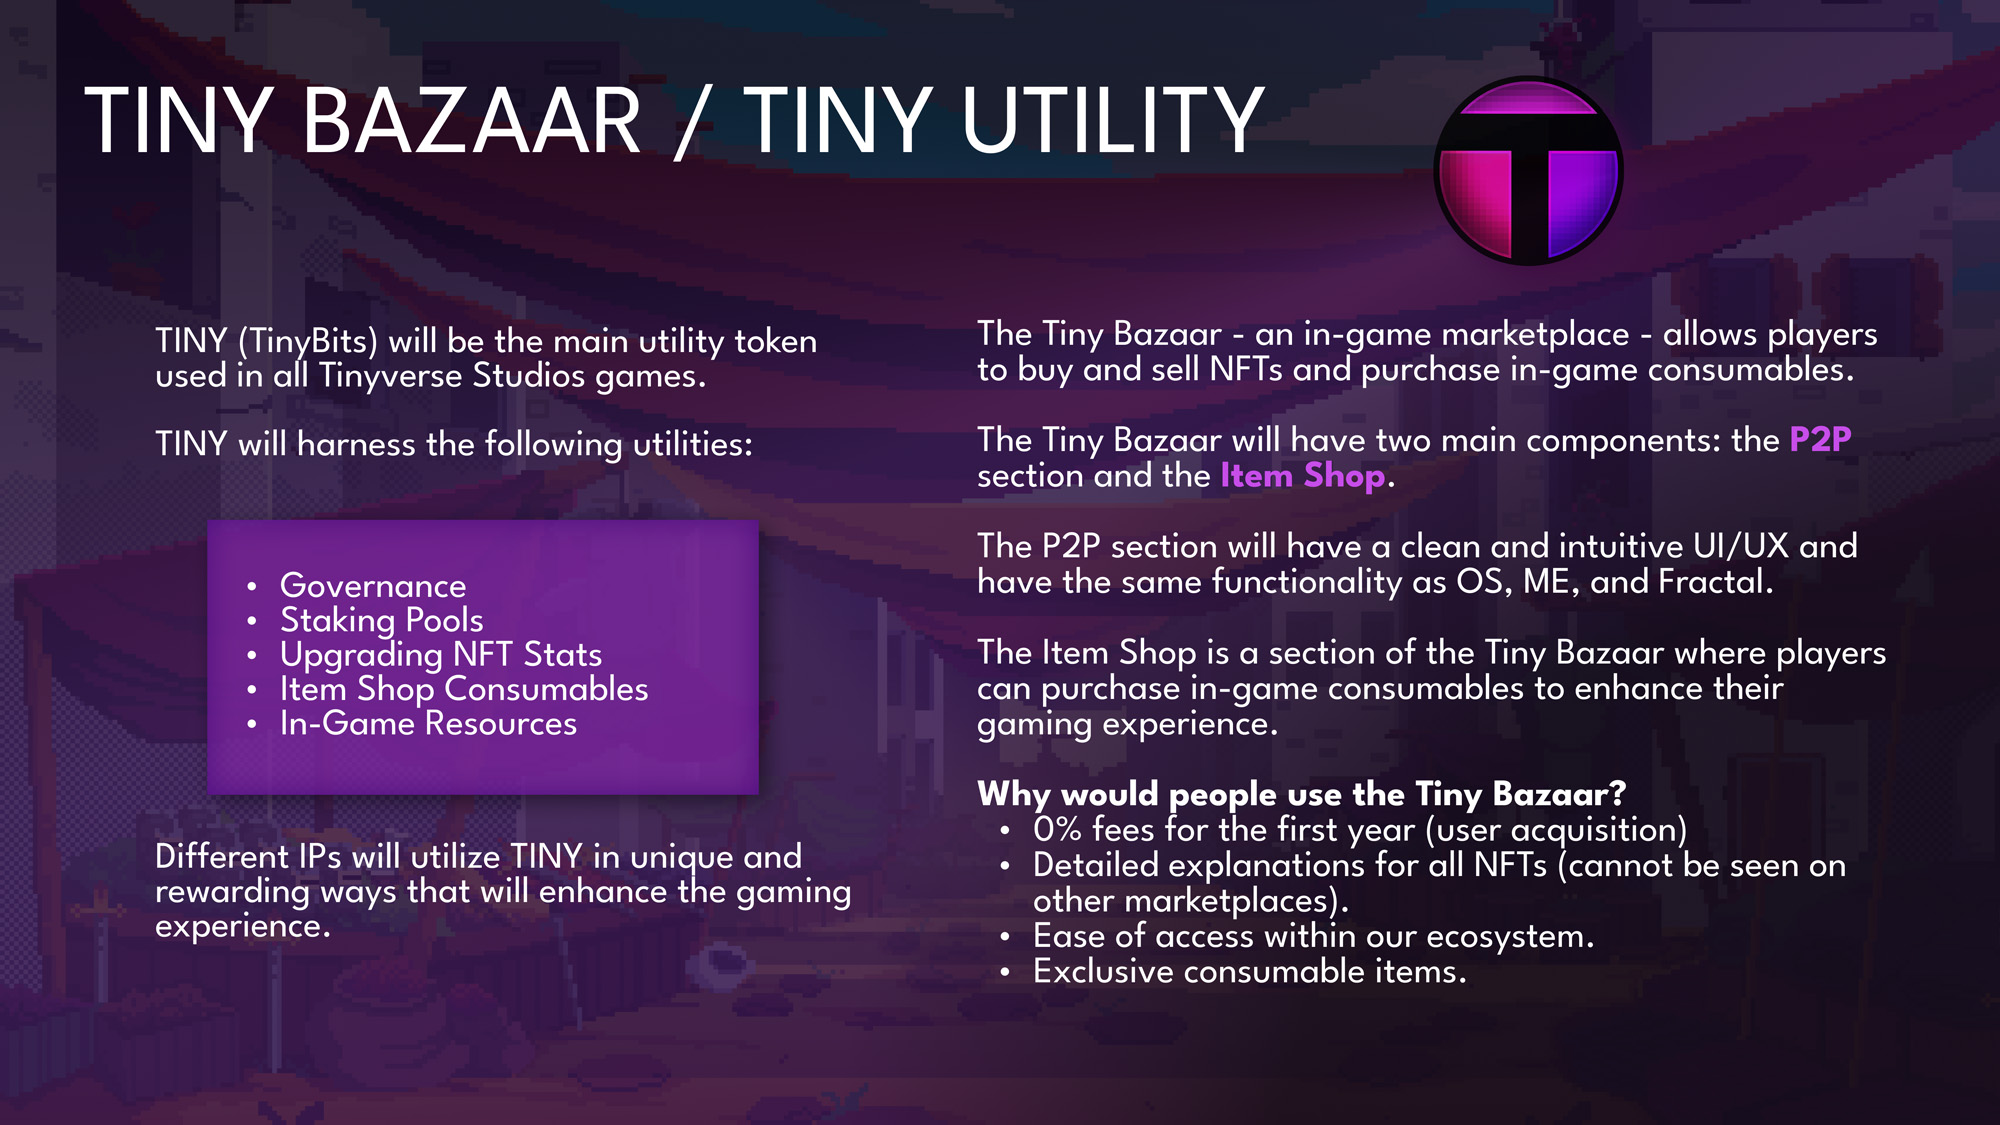 TINY BAZAAR / TINY UTILITY
T
TINY (TinyBits) will be the main utility token
used in all Tinyverse Studios games.
TINY will harness the following utilities:
• Governance
• Staking Pools
• Upgrading NFT Stats
• Item Shop Consumables
• In-Game Resources
Different IPs will utilize TINY in unique and
rewarding ways that will enhance the gaming
experience.
The Tiny Bazaar - an in-game marketplace - allows players
to buy and sell NFTs and purchase in-game consumables.
The Tiny Bazaar will have two main components: the P2P
section and the Item Shop.
The P2P section will have a clean and intuitive UI/UX and
have the same functionality as OS, ME, and Fractal.
The Item Shop is a section of the Tiny Bazaar where players
can purchase in-game consumables to enhance their
gaming experience.
Why would people use the Tiny Bazaar?
• 0% fees for the first year (user acquisition)
• Detailed explanations for all NFTs (cannot be seen on
other marketplaces).
• Ease of access within our ecosystem.
• Exclusive consumable items.